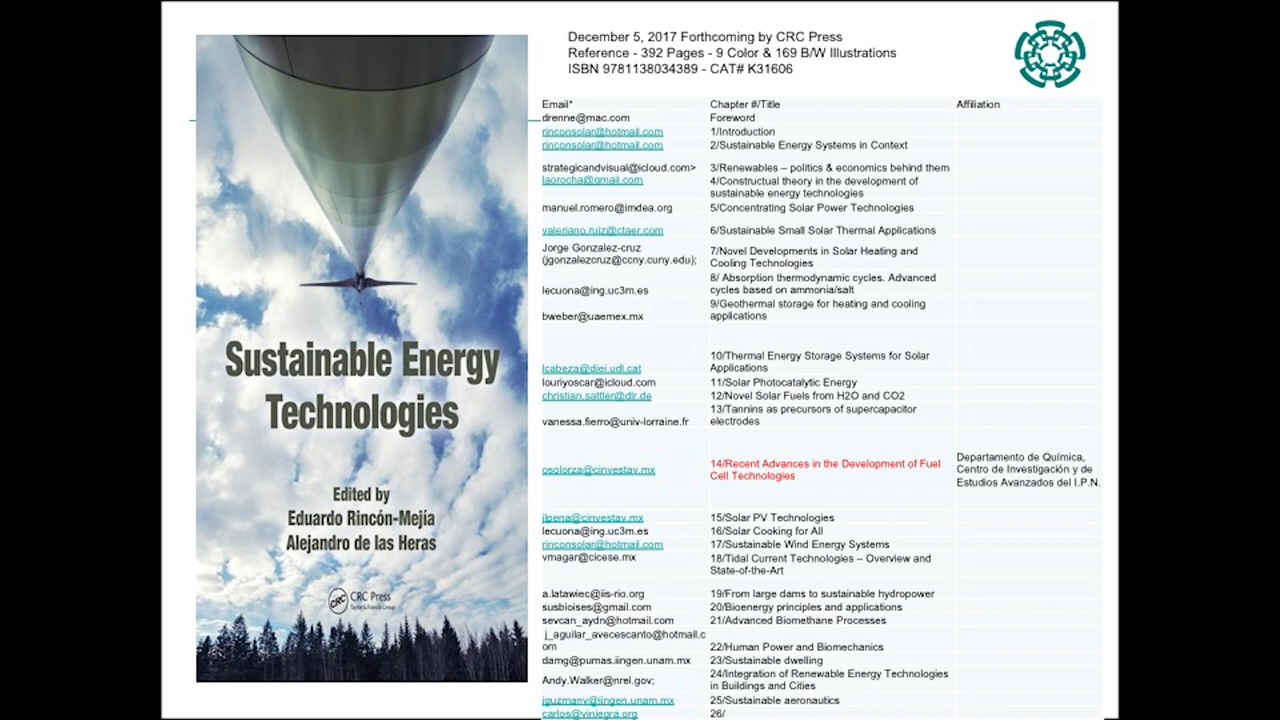 December 5, 2017 Forthcoming by CRC Press
Reference - 392 Pages - 9 Color & 169 B/W Illustrations
ISBN 9781138034389 - CAT# K31606
Sustainable Energy
Technologies
Edited by
Eduardo Rincón-Mejía
Alejandro de las Heras
CRC
CRC Press
Taylor & Francis Group
Email* Chapter #/Title Affiliation
drenne@mac.com Foreword
rinconsolar@hotmail.com 1/Introduction
rinconsolar@hotmail.com 2/Sustainable Energy Systems in Context
strategicandvisual@icloud.com> 3/Renewables – politics & economics behind them
laorocha@gmail.com 4/Constructual theory in the development of
sustainable energy technologies
manuel.romero@imdea.org 5/Concentrating Solar Power Technologies
valeriano.ruiz@ctaer.com 6/Sustainable Small Solar Thermal Applications
Jorge Gonzalez-cruz
(jgonzalezcruz@ccny.cuny.edu); 7/Novel Developments in Solar Heating and
Cooling Technologies
8/ Absorption thermodynamic cycles. Advanced
lecuona@ing.uc3m.es cycles based on ammonia/salt
9/Geothermal storage for heating and cooling
bweber@uaemex.mx applications
10/Thermal Energy Storage Systems for Solar
lcabeza@diei.udl.cat Applications
louriyoscar@icloud.com 11/Solar Photocatalytic Energy
christian.sattler@dlr.de 12/Novel Solar Fuels from H2O and CO2
13/Tannins as precursors of supercapacitor
vanessa.fierro@univ-lorraine.fr electrodes
osolorza@cinvestav.mx 14/Recent Advances in the Development of Fuel
Cell Technologies
Departamento de Química,
Centro de Investigación y de
Estudios Avanzados del I.P.N.
jlpena@cinvestav.mx 15/Solar PV Technologies
lecuona@ing.uc3m.es 16/Solar Cooking for All
rinconsolar@hotmail.com 17/Sustainable Wind Energy Systems
vmagar@cicese.mx 18/Tidal Current Technologies – Overview and
State-of-the-Art
a.latawiec@iis-rio.org 19/From large dams to sustainable hydropower
susbioises@gmail.com 20/Bioenergy principles and applications
sevcan_aydn@hotmail.com 21/Advanced Biomethane Processes
j_aguilar_avecescanto@hotmail.c
om 22/Human Power and Biomechanics
damg@pumas.iingen.unam.mx 23/Sustainable dwelling
Andy.Walker@nrel.gov; 24/Integration of Renewable Energy Technologies
in Buildings and Cities
jguzmanv@iingen.unam.mx 25/Sustainable aeronautics
carlos@viniegra.org 26/